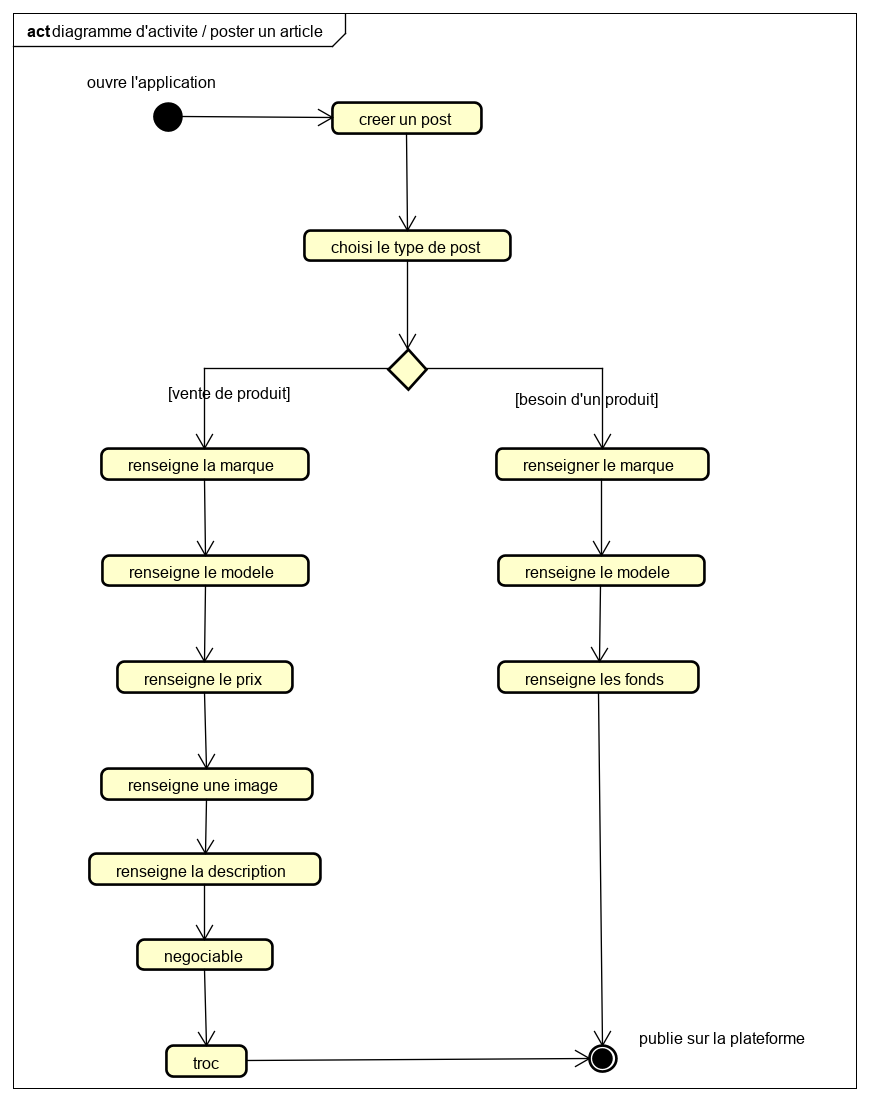 act diagramme d'activite / poster un article
ouvre l'application
creer un post
choisi le type de post
[vente de produit]
[besoin d'un produit]
renseigne la marque
renseigner le marque
renseigne le modele
renseigne le modele
renseigne le prix
renseigne les fonds
renseigne une image
renseigne la description
negociable
publie sur la plateforme
troc